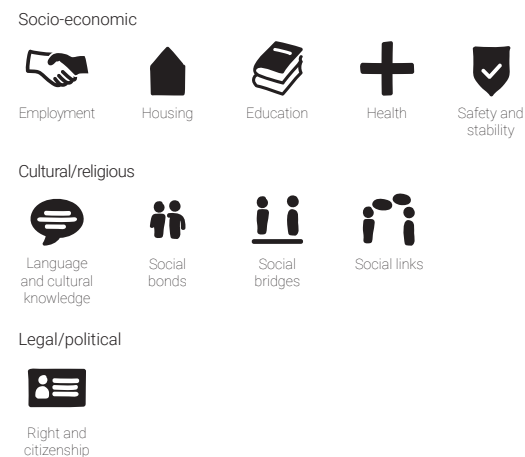 Socio-economic
Employment
Housing
Education
Health
Safety and
stability
Cultural/religious
Language
and cultural
knowledge
Social
bonds
Social
bridges
Social links
Legal/political
Right and
citizenship